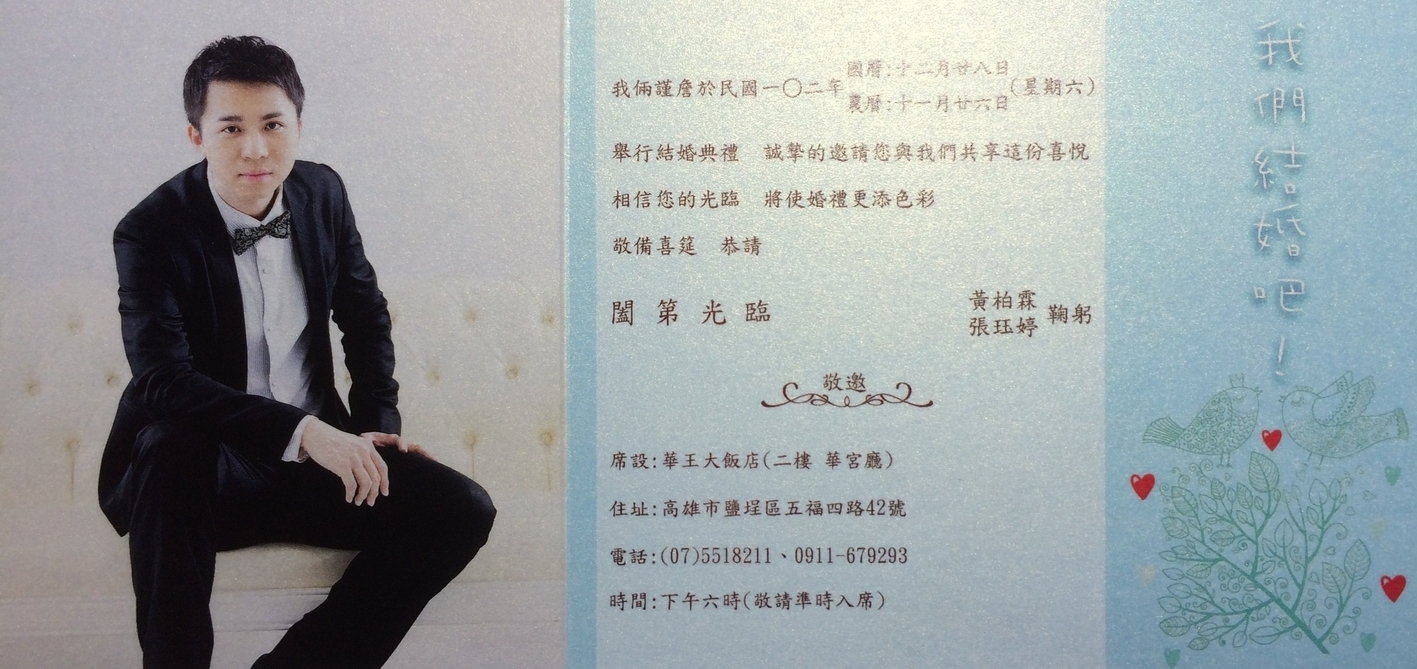 我倆謹詹於民國一〇二年國曆:十二月廿八日(星期六)
農曆:十一月廿六日
舉行結婚典禮 誠摯的邀請您與我們共享這份喜悅
相信您的光臨 將使婚禮更添色彩
敬備喜筵 恭請
闔第光臨
黃柏霖
張珏婷 鞠躬
敬邀
席設:華王大飯店(二樓 華宮廳)
住址:高雄市鹽埕區五福四路42號
電話:(07)5518211、0911-679293
時間:下午六時(敬請準時入席)
我們結婚吧!